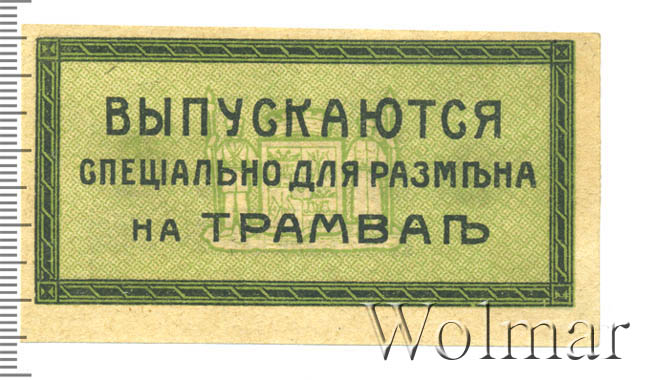 ВЫПУСКАЮТСЯ
СПЕЦІАЛЬНО ДЛЯ РАЗМѢНА
НА ТРАМВАѢ
Wolmar